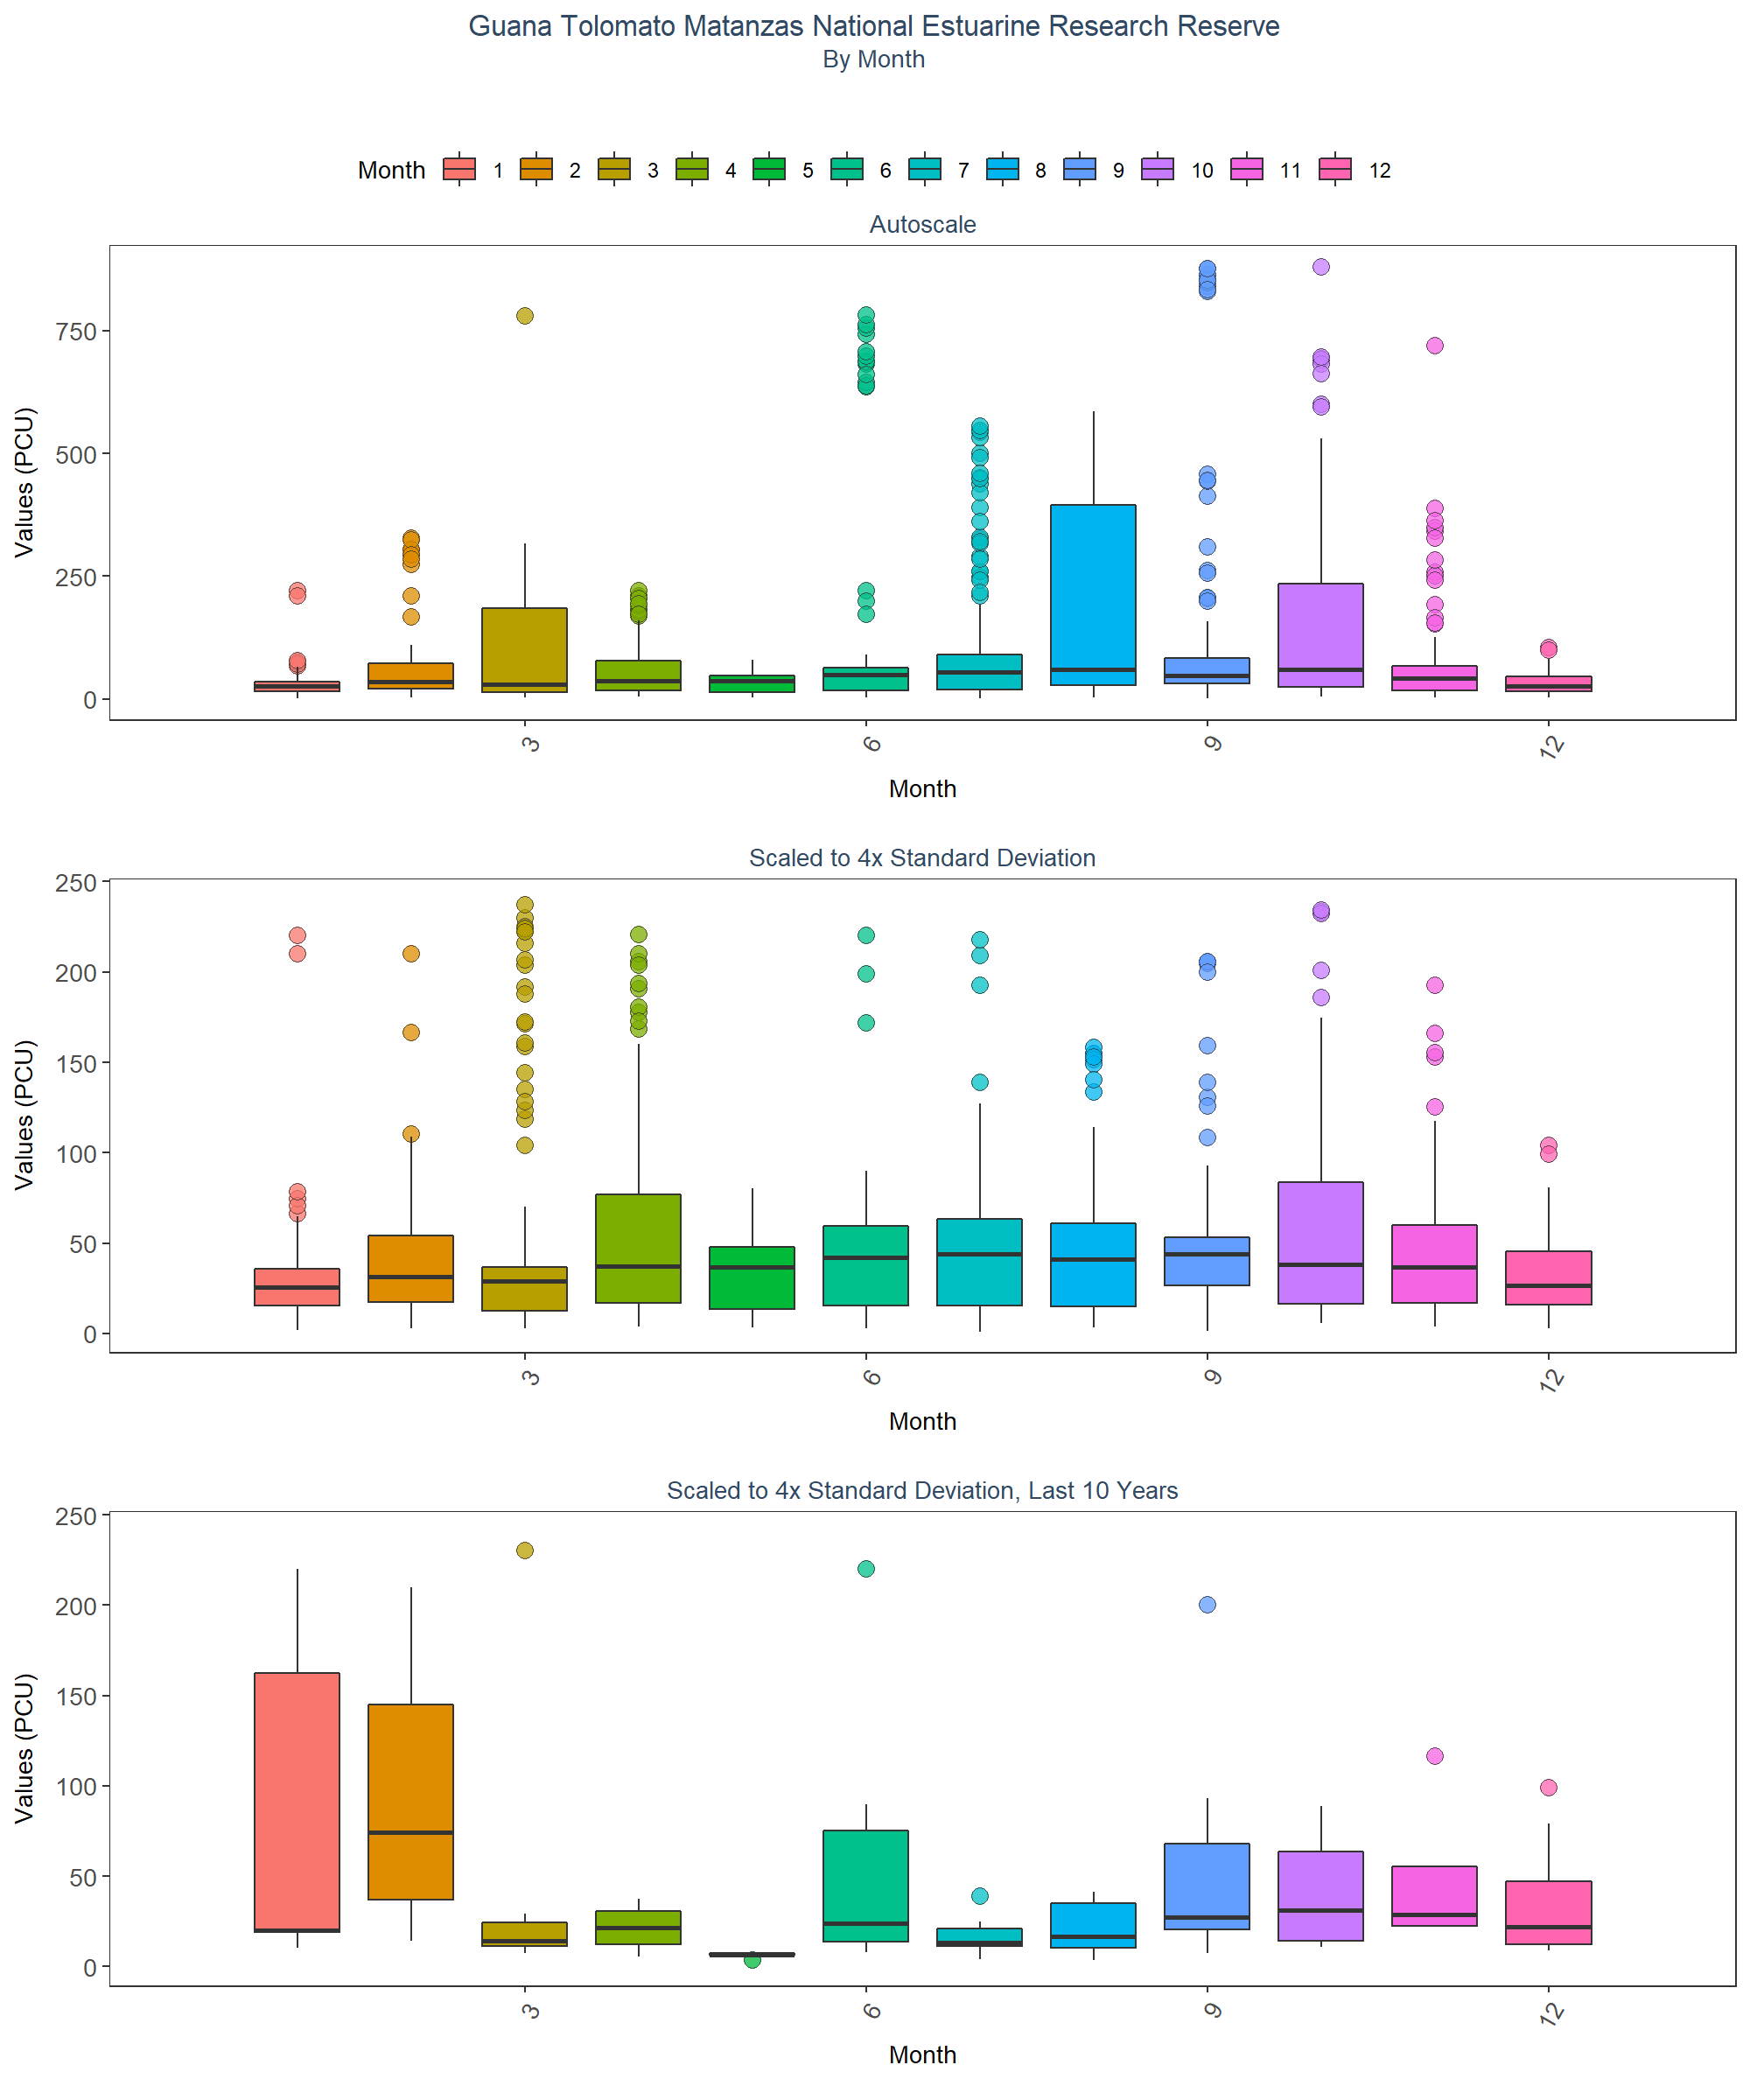 Guana Tolomato Matanzas National Estuarine Research Reserve
By Month
Month 1 2 3 4 5 6 7 8 9 10 11 12
Autoscale
Values (PCU)
750
500
250
0
3 6 9 12
Month
Scaled to 4x Standard Deviation
Values (PCU)
250
200
150
100
50
0
3 6 9 12
Month
Scaled to 4x Standard Deviation, Last 10 Years
Values (PCU)
250
200
150
100
50
0
3 6 9 12
Month